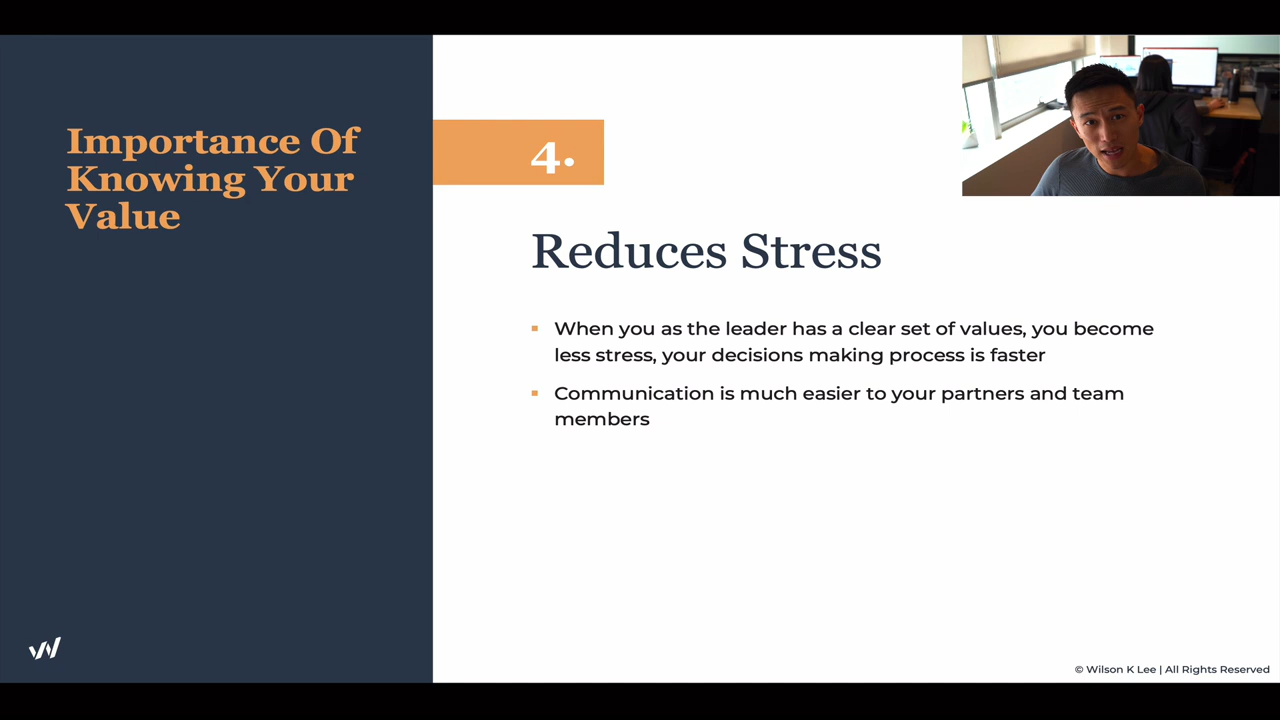 Importance Of
Knowing Your
Value
4.
Reduces Stress
When you as the leader has a clear set of values, you become
less stress, your decisions making process is faster
Communication is much easier to your partners and team
members
© Wilson K Lee | All Rights Reserved